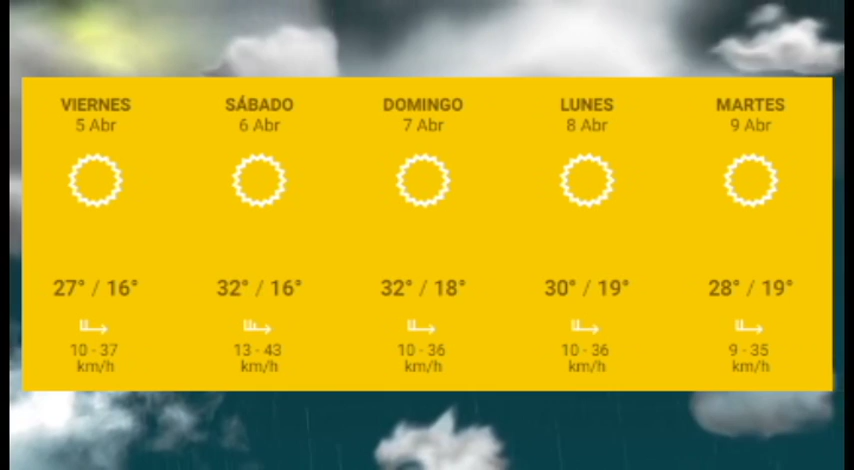 VIERNES
5 Abr
27° / 16°
10 - 37
km/h
SÁBADO
6 Abr
32° / 16°
13 - 43
km/h
DOMINGO
7 Abr
32° / 18°
10 - 36
km/h
LUNES
8 Abr
30° / 19°
10 - 36
km/h
MARTES
9 Abr
28° / 19°
9 - 35
km/h